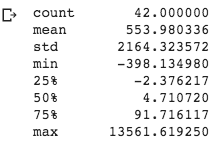 count 42.000000
mean 553.980336
std 2164.323572
min -398.134980
25% -2.376217
50% 4.710720
75% 91.716117
max 13561.619250